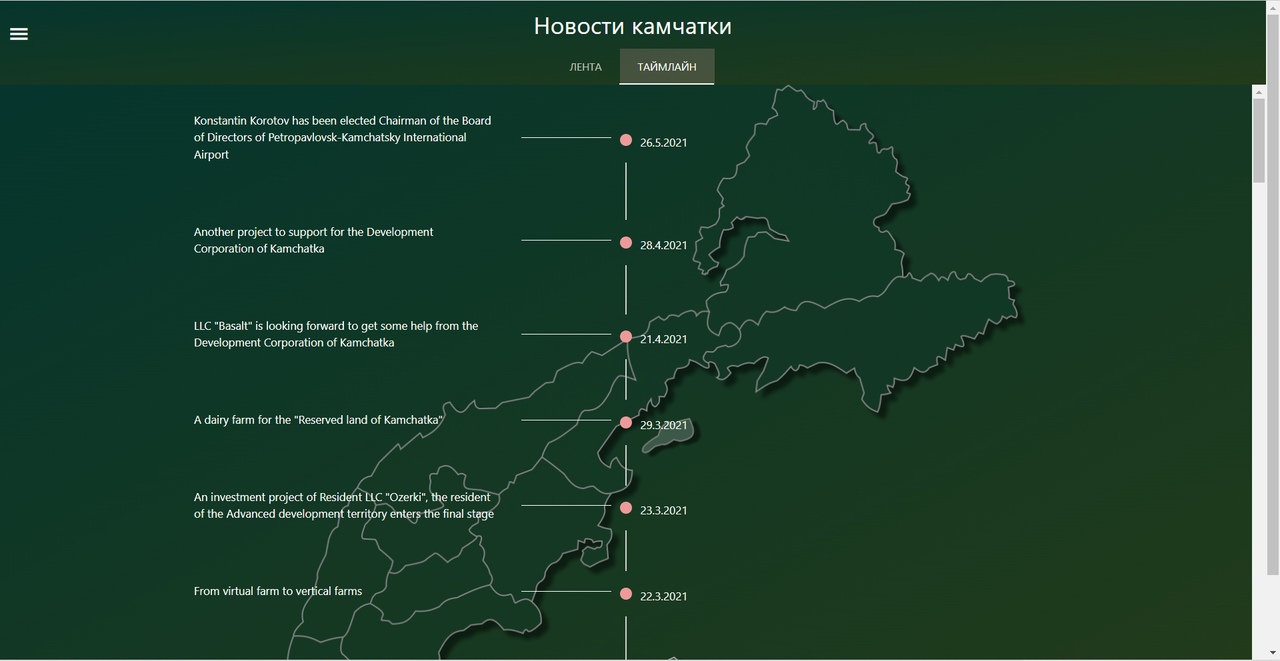 Новости камчатки
ЛЕНТА
ТАЙМЛАЙН
Konstantin Korotov has been elected Chairman of the Board
of Directors of Petropavlovsk-Kamchatsky International
Airport
26.5.2021
Another project to support for the Development
Corporation of Kamchatka
28.4.2021
LLC "Basalt" is looking forward to get some help from the
Development Corporation of Kamchatka
21.4.2021
A dairy farm for the "Reserved land of Kamchatka"
29.3.2021
An investment project of Resident LLC "Ozerki", the resident
of the Advanced development territory enters the final stage
23.3.2021
From virtual farm to vertical farms
22.3.2021